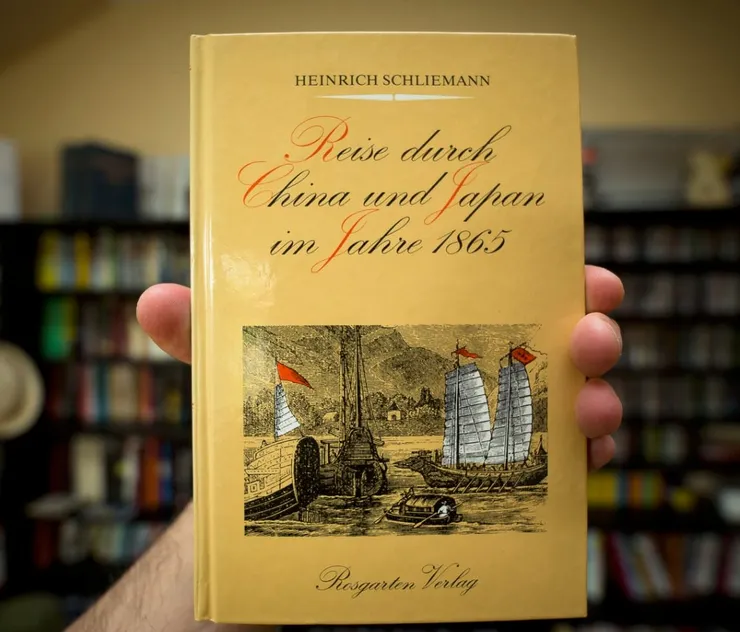 HEINRICH SCHLIEMANN
Reise durch
China und Japan
im Jahre 1865
Rosgarten Verlag